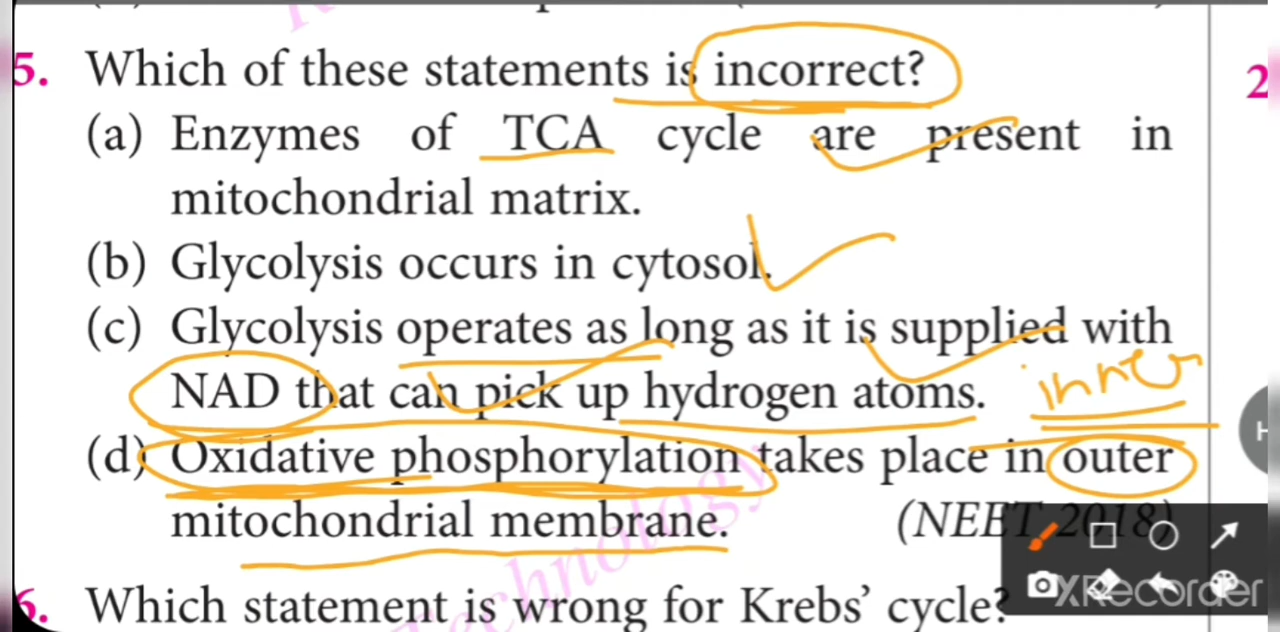 5. Which of these statements is incorrect?
(a) Enzymes of TCA cycle are present in
mitochondrial matrix.
(b) Glycolysis occurs in cytosol.
(c) Glycolysis operates as long as it is supplied with
NAD that can pick up hydrogen atoms.
inner
(d) Oxidative phosphorylation takes place in outer
mitochondrial membrane. (NEET 2018)
6. Which statement is wrong for Krebs' cycle?
2
H
Technology
XRecorder